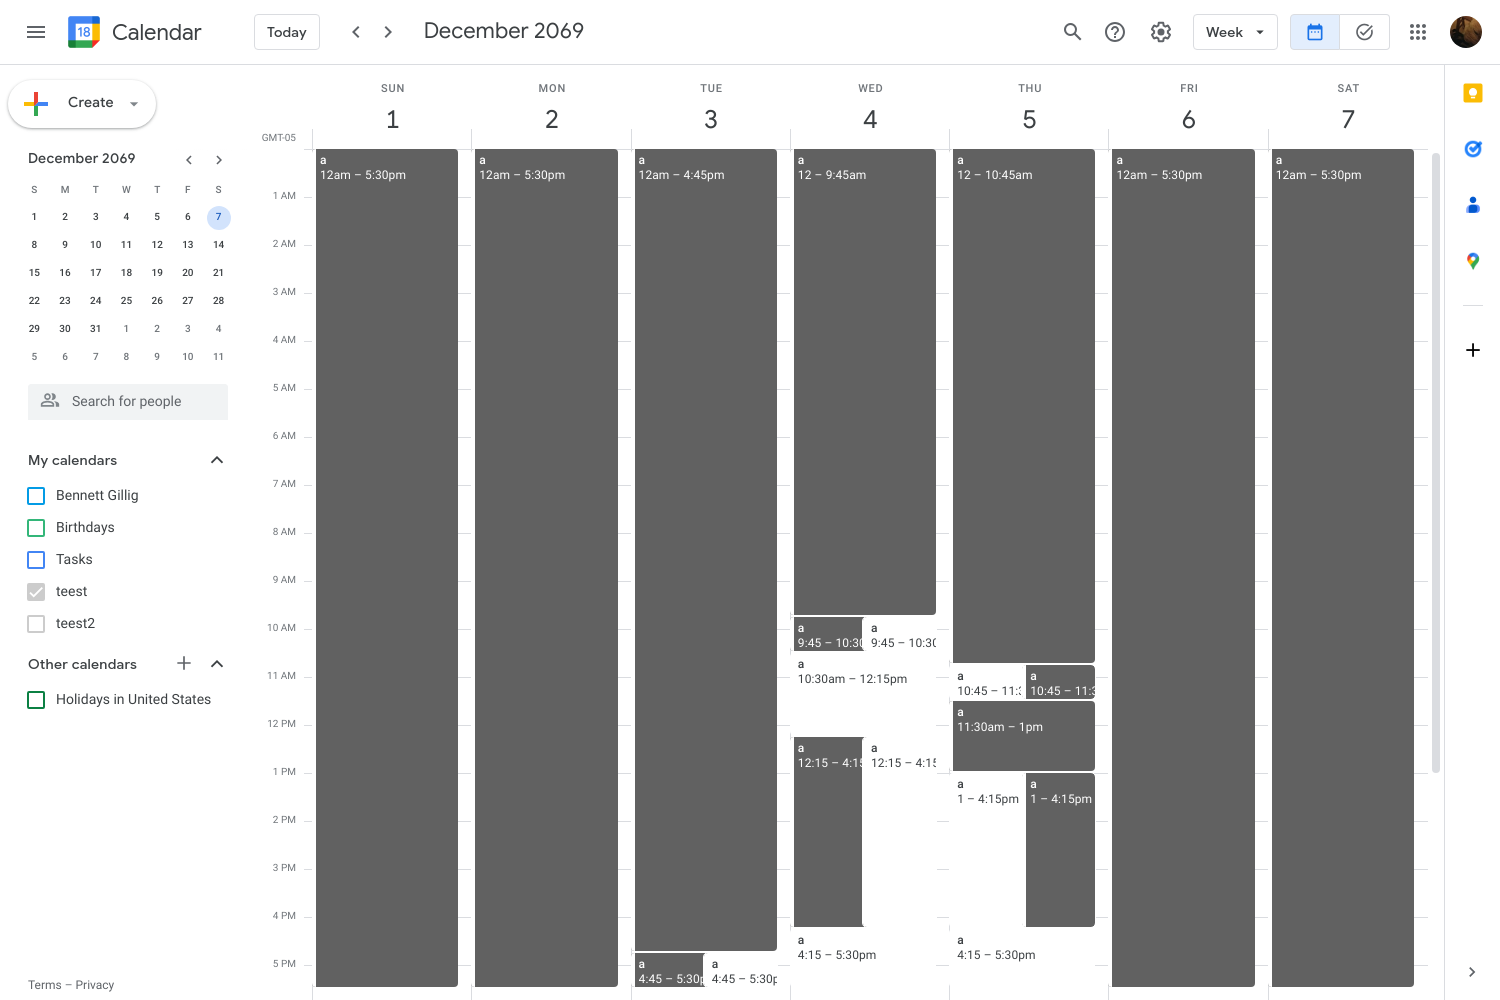 18 Calendar Today December 2069 Week
Create
December 2069
S M T W T F S
1 2 3 4 5 6 7
8 9 10 11 12 13 14
15 16 17 18 19 20 21
22 23 24 25 26 27 28
29 30 31 1 2 3 4
5 6 7 8 9 10 11
Search for people
My calendars
Bennett Gillig
Birthdays
Tasks
teest
teest2
Other calendars
Holidays in United States
Terms – Privacy
SUN MON TUE WED THU FRI SAT
1 2 3 4 5 6 7
GMT-05
1 AM
2 AM
3 AM
4 AM
5 AM
6 AM
7 AM
8 AM
9 AM
10 AM
11 AM
12 PM
1 PM
2 PM
3 PM
4 PM
5 PM
a
12am – 5:30pm
a
12am – 5:30pm
a
12am – 4:45pm
a
4:45 – 5:30p
a
4:45 – 5:30p
a
12 – 9:45am
a
9:45 – 10:30
a
9:45 – 10:30
a
10:30am – 12:15pm
a
12:15 – 4:15
a
12:15 – 4:15
a
4:15 – 5:30pm
a
12 – 10:45am
a
10:45 – 11:3
a
10:45 – 11:3
a
11:30am – 1pm
a
1 – 4:15pm
a
1 – 4:15pm
a
4:15 – 5:30pm
a
12am – 5:30pm
a
12am – 5:30pm